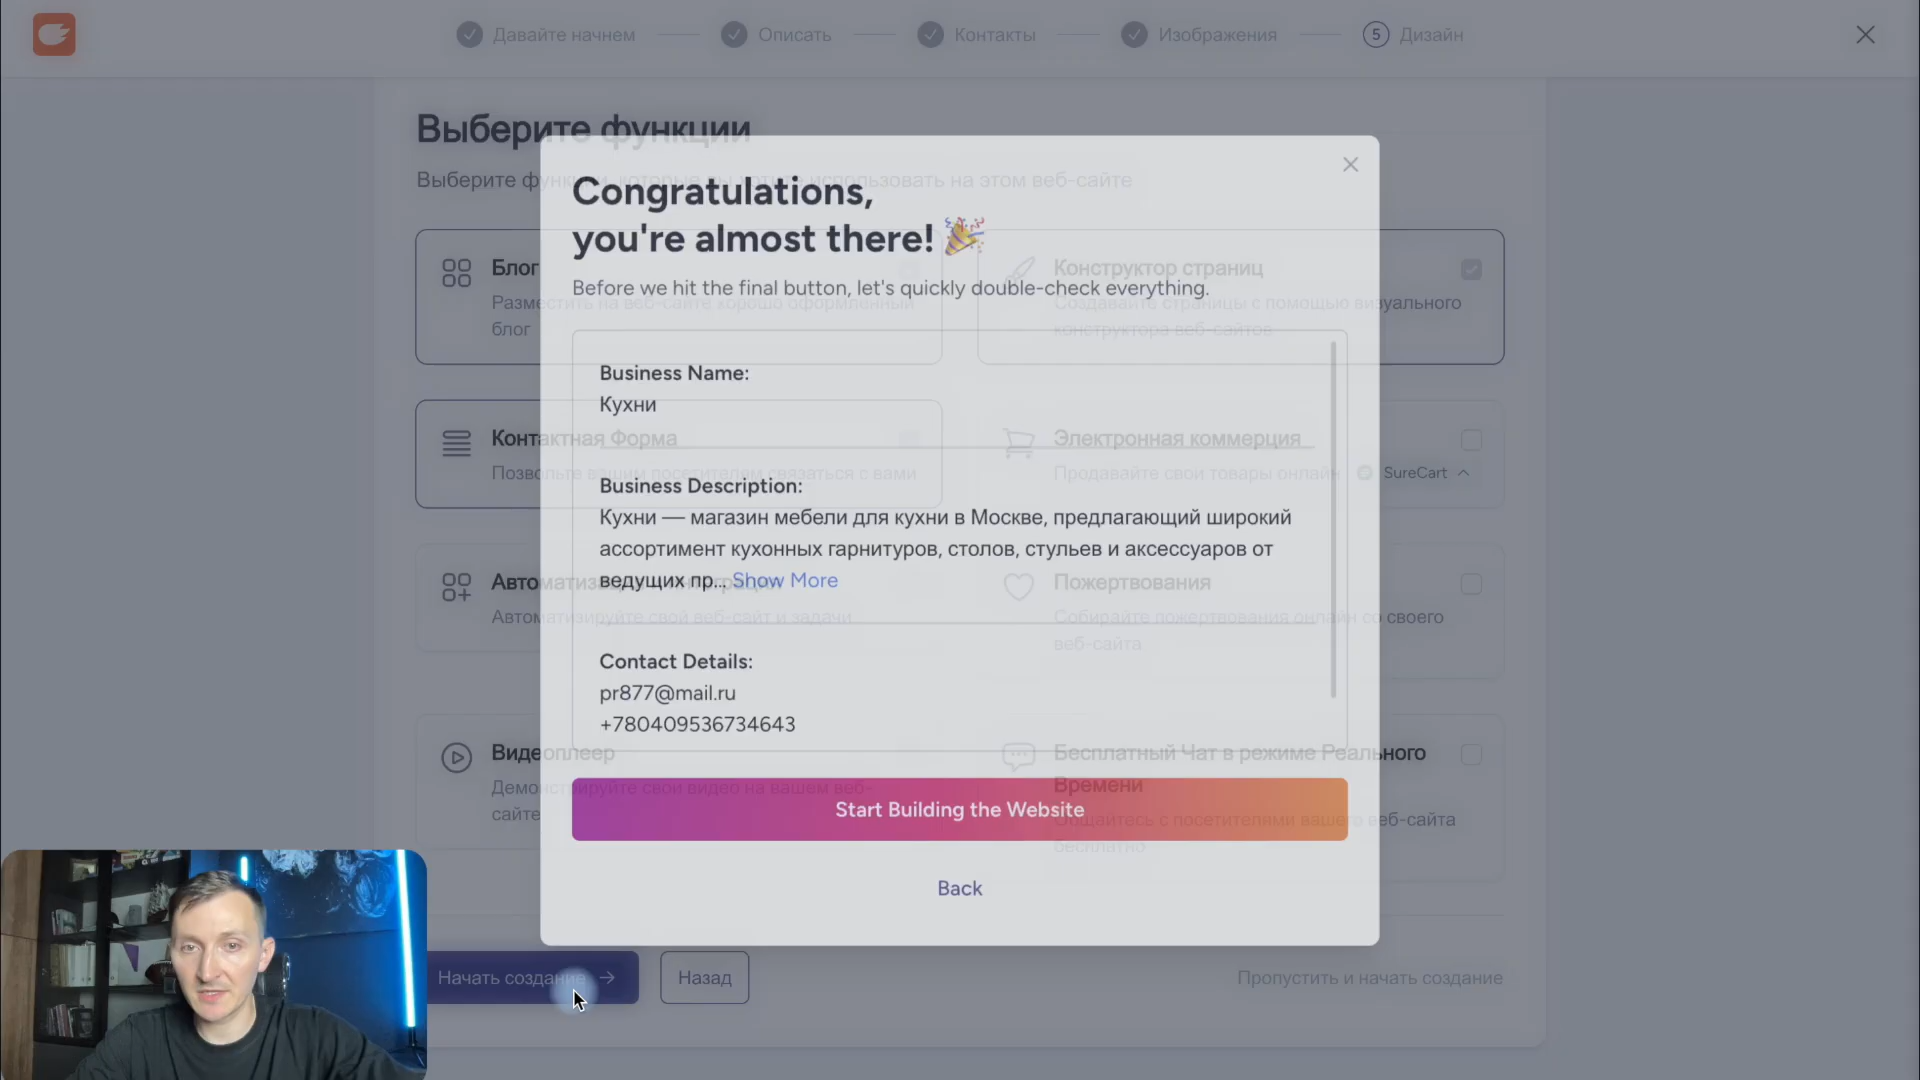 Давайте начнем
Описать
Контакты
Изображения
5 Дизайн
Выберите функции
Выберите функции, которые вы хотите использовать на этом веб-сайте
Congratulations,
you're almost there! 🎉
Before we hit the final button, let's quickly double-check everything.
Блог
Разместить на веб-сайте хорошо оформленный
блог
Конструктор страниц
Создавайте страницы с помощью визуального
конструктора веб-сайтов
Business Name:
Кухни
Контактная Форма
Позвольте вашим посетителем связаться с вами
Электронная коммерция
Продавайте свои товары онлайн
SureCart
Business Description:
Кухни — магазин мебели для кухни в Москве, предлагающий широкий
ассортимент кухонных гарнитуров, столов, стульев и аксессуаров от
ведущих пр... Show More
Автоматизируйте свой веб-сайт и задачи
Пожертвования
Собирайте пожертвования онлайн со своего
веб-сайта
Contact Details:
pr877@mail.ru
+780409536734643
Видеоплеер
Демонстрируйте свои видео на вашем веб-
сайте
Бесплатный Чат в режиме Реального
Времени
Общайтесь с посетителями вашего веб-сайта
бесплатно
Start Building the Website
Back
Начать создание
Назад
Пропустить и начать создание